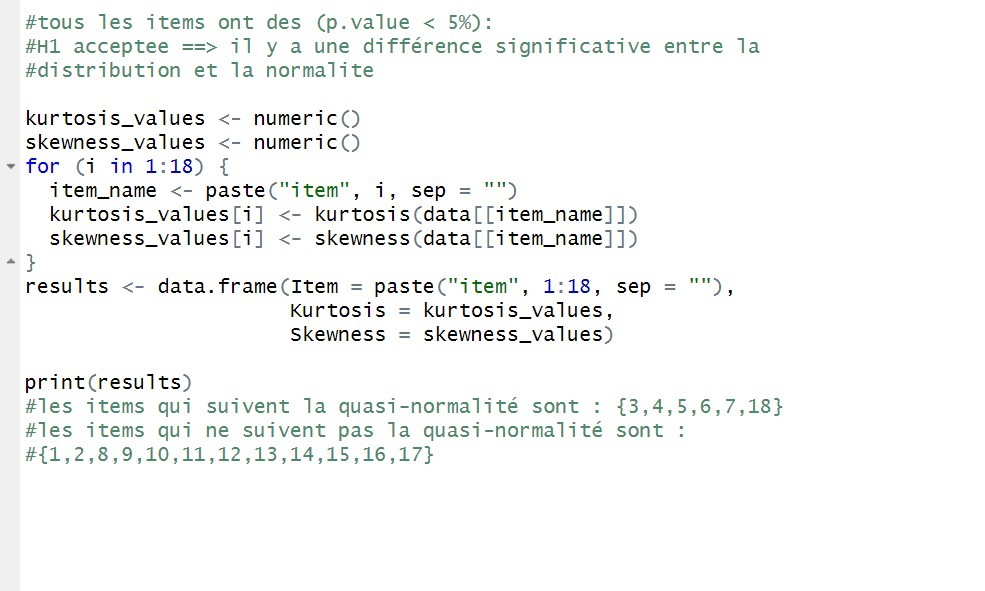 #tous les items ont des (p.value < 5%):
#H1 acceptee ==> il y a une différence significative entre la
#distribution et la normalite
kurtosis_values <- numeric()
skewness_values <- numeric()
for (i in 1:18) {
  item_name <- paste("item", i, sep = "")
  kurtosis_values[i] <- kurtosis(data[[item_name]])
  skewness_values[i] <- skewness(data[[item_name]])
}
results <- data.frame(Item = paste("item", 1:18, sep = ""),
                      Kurtosis = kurtosis_values,
                      Skewness = skewness_values)
print(results)
#les items qui suivent la quasi-normalité sont : {3,4,5,6,7,18}
#les items qui ne suivent pas la quasi-normalité sont :
#{1,2,8,9,10,11,12,13,14,15,16,17}